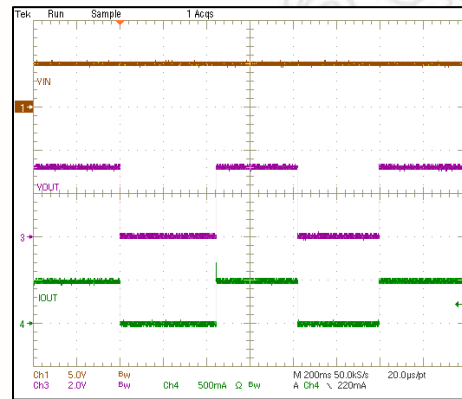 Tek Run Sample 1 Acqs
VIN
1
VOUT
3
IOUT
4
Ch1 5.0V Bw M 200ms 50.0kS/s 20.0µs/pt
Ch3 2.0V Bw Ch4 500mA Ω Bw A Ch4 \ 220mA